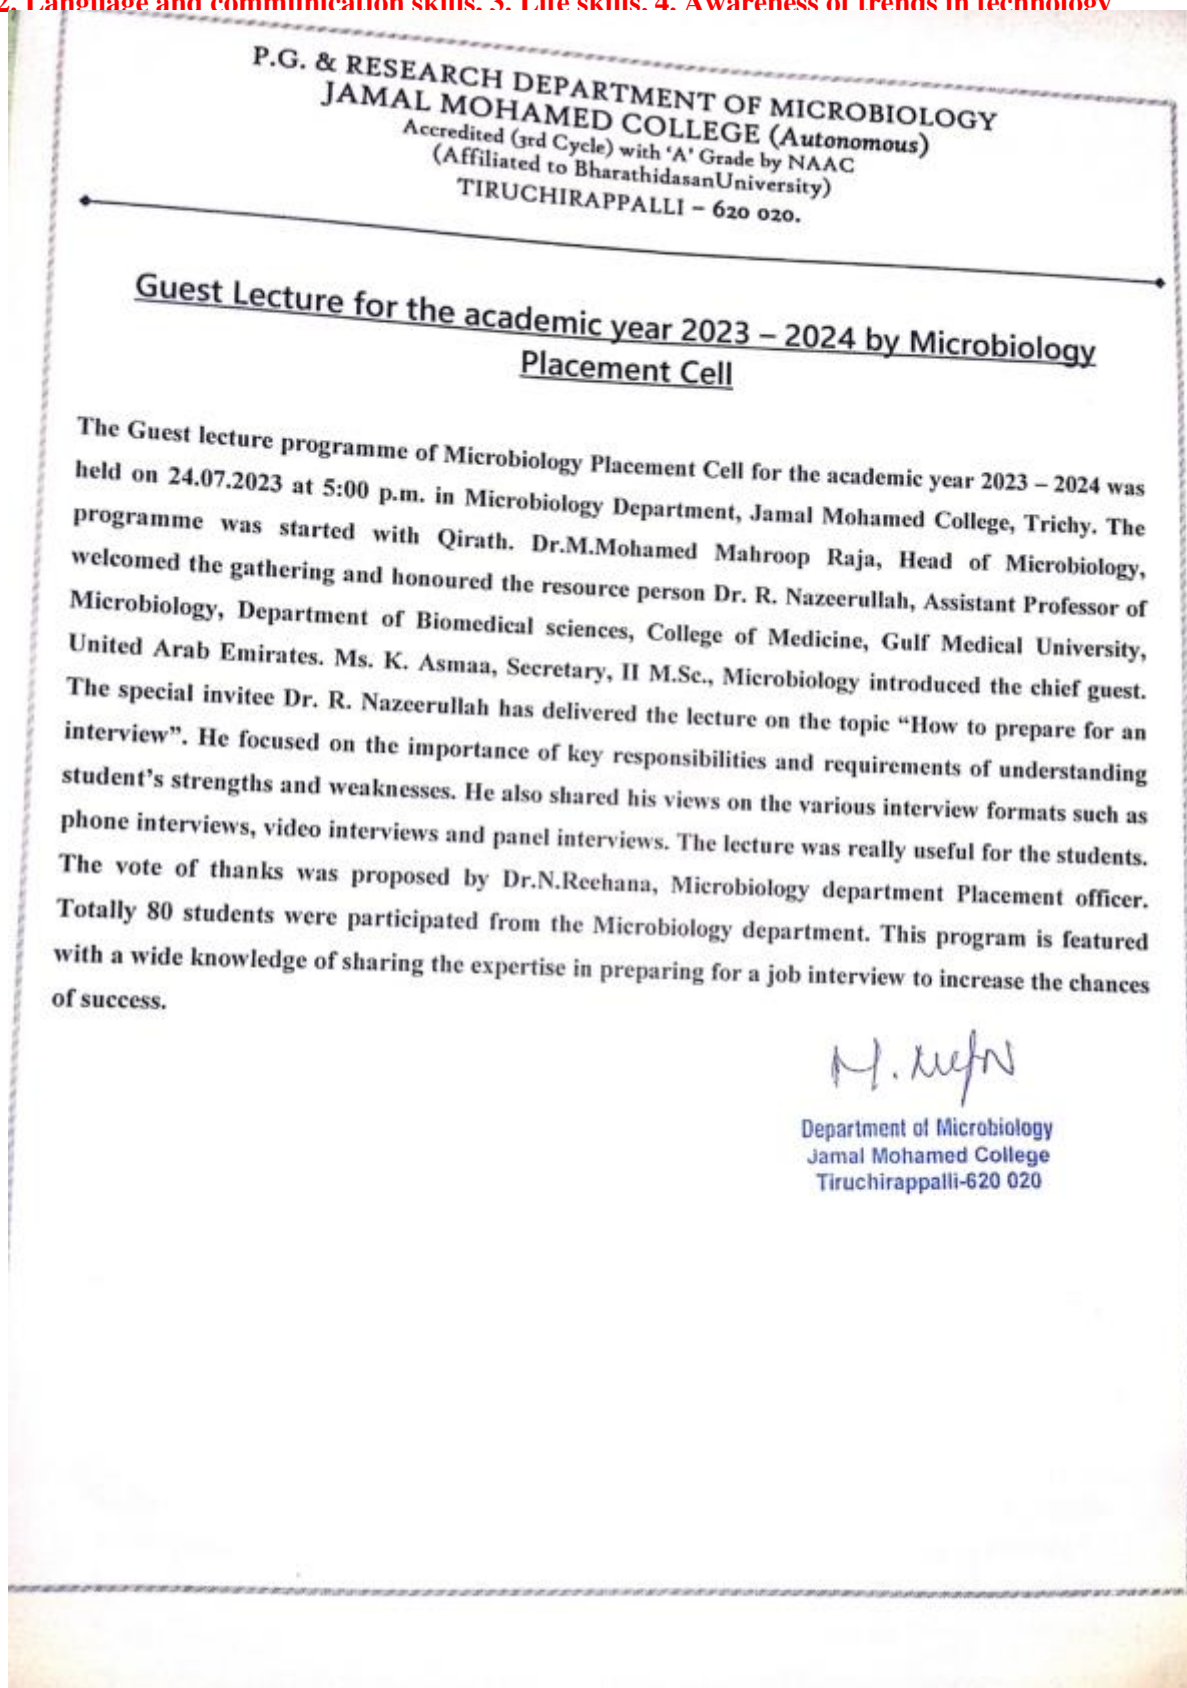 2. Language and communication skills. 3. Life skills. 4. Awareness of trends in technology
P.G. & RESEARCH DEPARTMENT OF MICROBIOLOGY
JAMAL MOHAMED COLLEGE (Autonomous)
Accredited (3rd Cycle) with ‘A’ Grade by NAAC
(Affiliated to BharathidasanUniversity)
TIRUCHIRAPPALLI – 620 020.
Guest Lecture for the academic year 2023 – 2024 by Microbiology
Placement Cell
The Guest lecture programme of Microbiology Placement Cell for the academic year 2023 – 2024 was
held on 24.07.2023 at 5:00 p.m. in Microbiology Department, Jamal Mohamed College, Trichy. The
programme was started with Qirath. Dr.M.Mohamed Mahroop Raja, Head of Microbiology,
welcomed the gathering and honoured the resource person Dr. R. Nazeerullah, Assistant Professor of
Microbiology, Department of Biomedical sciences, College of Medicine, Gulf Medical University,
United Arab Emirates. Ms. K. Asmaa, Secretary, II M.Sc., Microbiology introduced the chief guest.
The special invitee Dr. R. Nazeerullah has delivered the lecture on the topic “How to prepare for an
interview”. He focused on the importance of key responsibilities and requirements of understanding
student’s strengths and weaknesses. He also shared his views on the various interview formats such as
phone interviews, video interviews and panel interviews. The lecture was really useful for the students.
The vote of thanks was proposed by Dr.N.Reehana, Microbiology department Placement officer.
Totally 80 students were participated from the Microbiology department. This program is featured
with a wide knowledge of sharing the expertise in preparing for a job interview to increase the chances
of success.
Department of Microbiology
Jamal Mohamed College
Tiruchirappalli-620 020